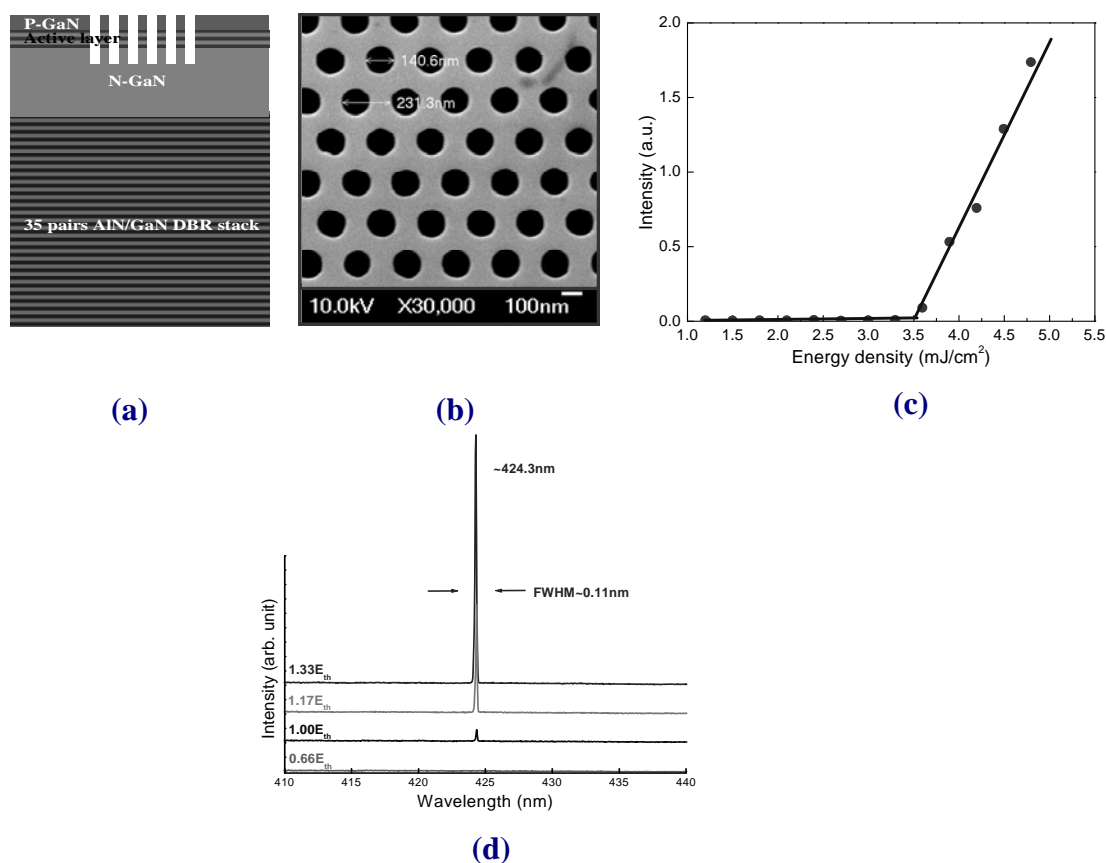 P-GaN
Active layer
N-GaN
35 pairs AlN/GaN DBR stack
(a)
140.6nm
231.3nm
10.0kV X30,000 100nm
(b)
2.0
1.5
1.0
0.5
0.0
Intensity (a.u.)
1.0 1.5 2.0 2.5 3.0 3.5 4.0 4.5 5.0 5.5
Energy density (mJ/cm²)
(c)
~424.3nm
FWHM~0.11nm
Intensity (arb. unit)
1.33Eth
1.17Eth
1.00Eth
0.66Eth
410 415 420 425 430 435 440
Wavelength (nm)
(d)